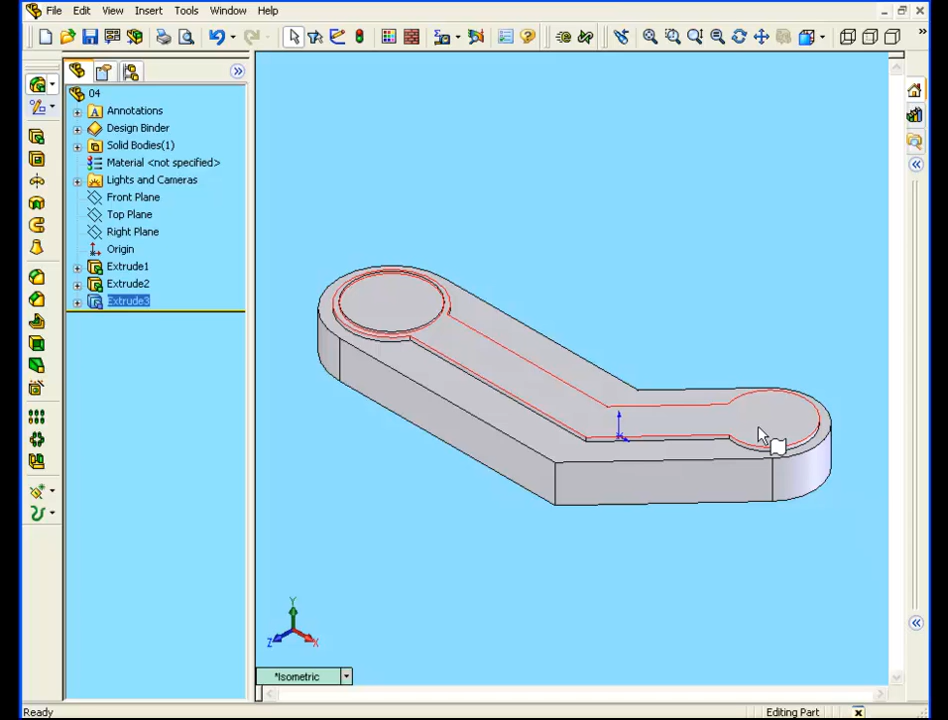 File Edit View Insert Tools Window Help
04
Annotations
Design Binder
Solid Bodies(1)
Material <not specified>
Lights and Cameras
Front Plane
Top Plane
Right Plane
Origin
Extrude1
Extrude2
Extrude3
Y
Z X
*Isometric
Ready Editing Part